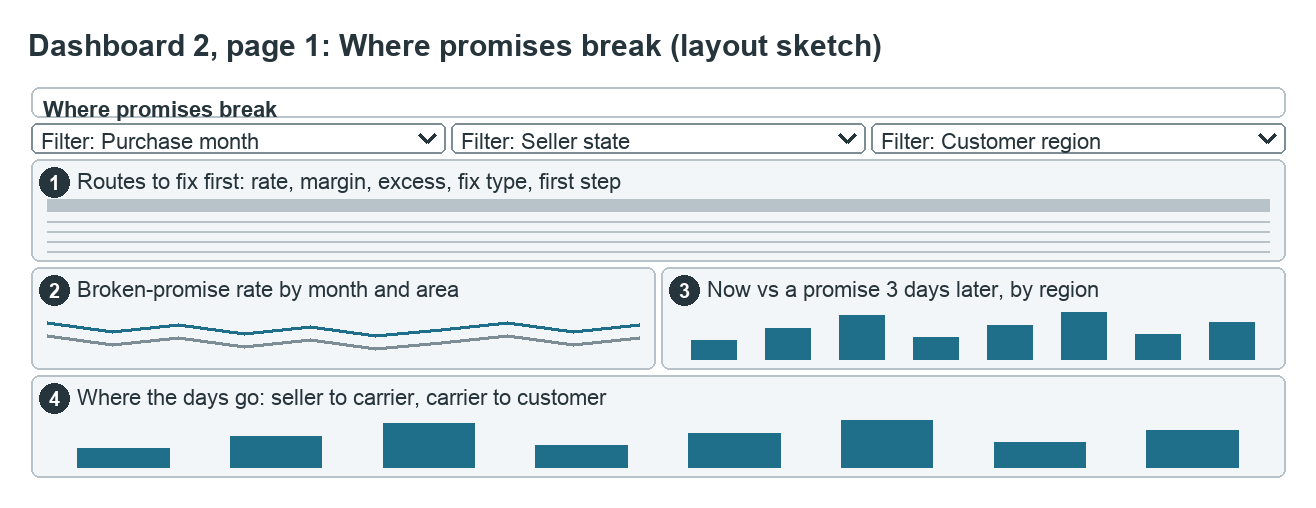 Dashboard 2, page 1: Where promises break (layout sketch)
Where promises break
Filter: Purchase month
Filter: Seller state
Filter: Customer region
1 Routes to fix first: rate, margin, excess, fix type, first step
2 Broken-promise rate by month and area
3 Now vs a promise 3 days later, by region
4 Where the days go: seller to carrier, carrier to customer